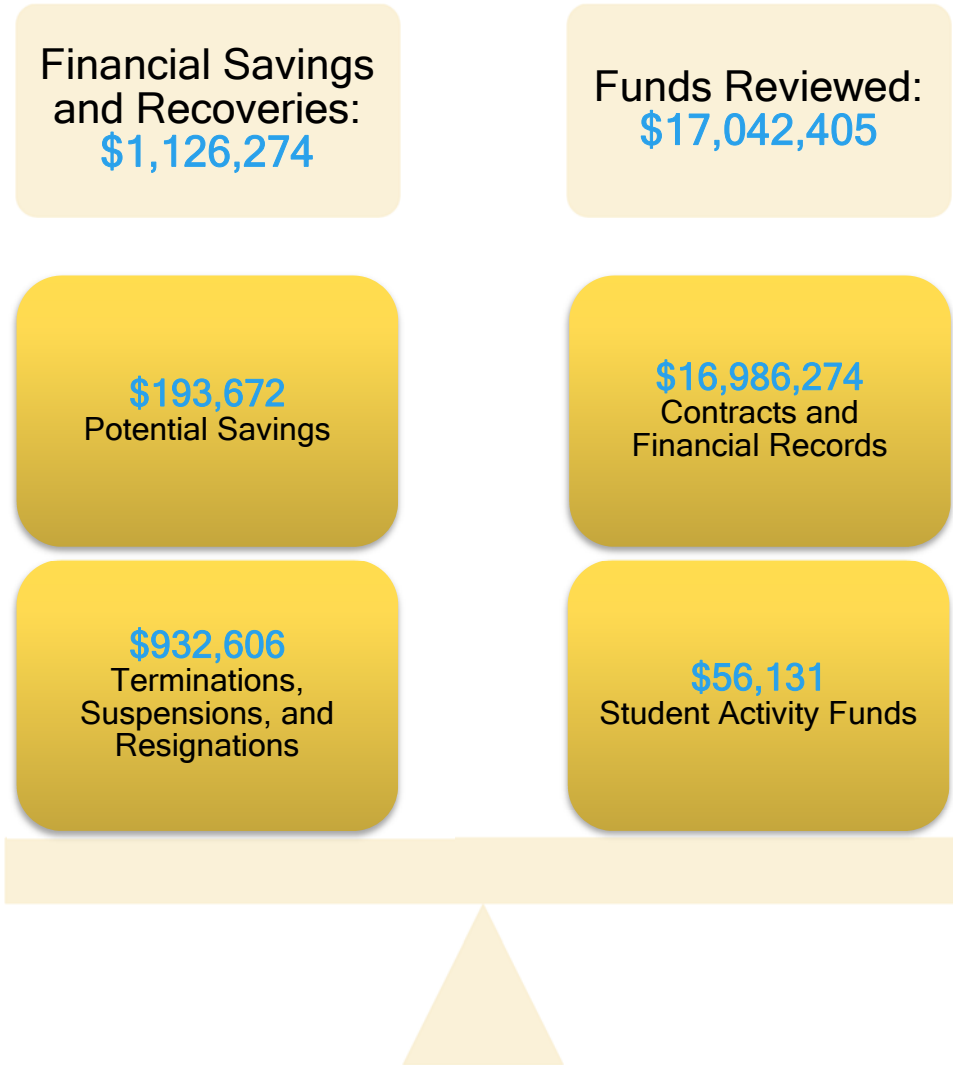 Financial Savings
and Recoveries:
$1,126,274
Funds Reviewed:
$17,042,405
$193,672
Potential Savings
$932,606
Terminations,
Suspensions, and
Resignations
$16,986,274
Contracts and
Financial Records
$56,131
Student Activity Funds